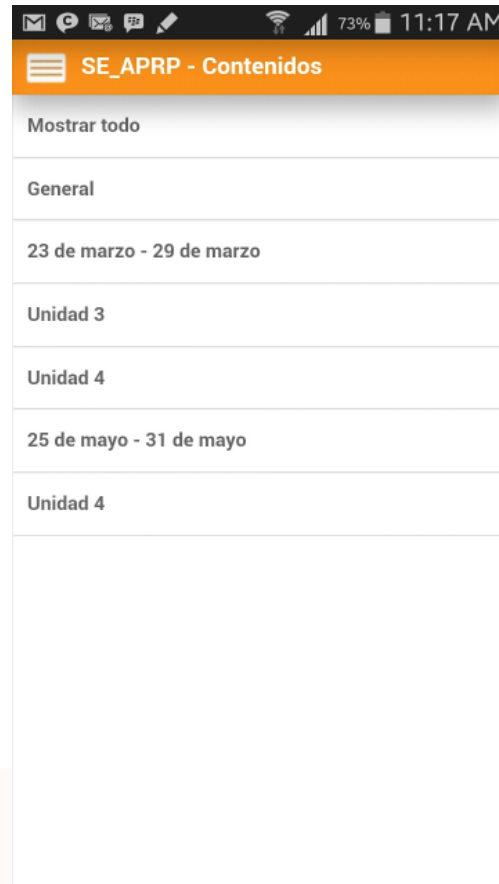 73% 11:17 AM
SE_APRP - Contenidos
Mostrar todo
General
23 de marzo - 29 de marzo
Unidad 3
Unidad 4
25 de mayo - 31 de mayo
Unidad 4